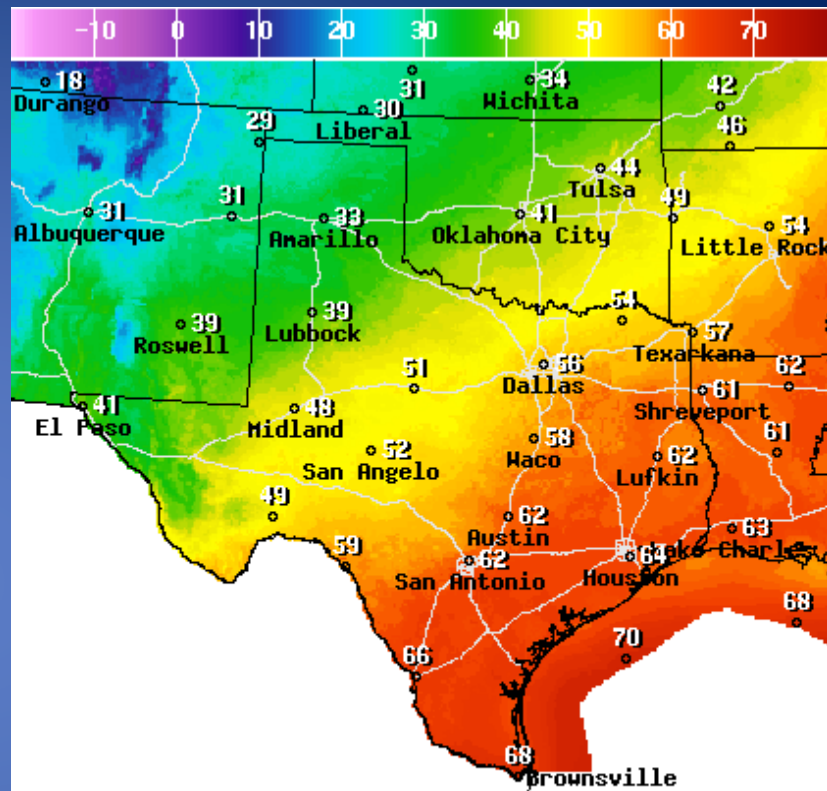 -10 0 10 20 30 40 50 60 70
18
Durango
31
30
Liberal
34
Wichita
42
46
29
44
Tulsa
31
Albuquerque
31
33
Amarillo
41
Oklahoma City
49
54
Little Rock
39
Roswell
39
Lubbock
54
57
Texarkana
56
Dallas
51
62
61
Shreveport
41
El Paso
48
Midland
58
Waco
52
San Angelo
62
Lufkin
61
49
62
Austin
63
Lake Charles
59
62
San Antonio
64
Houston
68
70
66
68
Brownsville